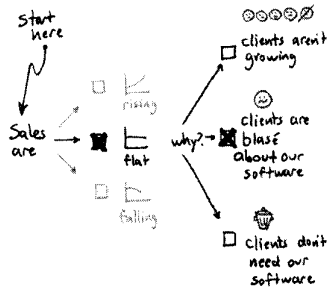 Start
here
Sales
are
rising
flat
falling
why?
clients aren't
growing
clients are
blasé
about our
software
clients don't
need our
software